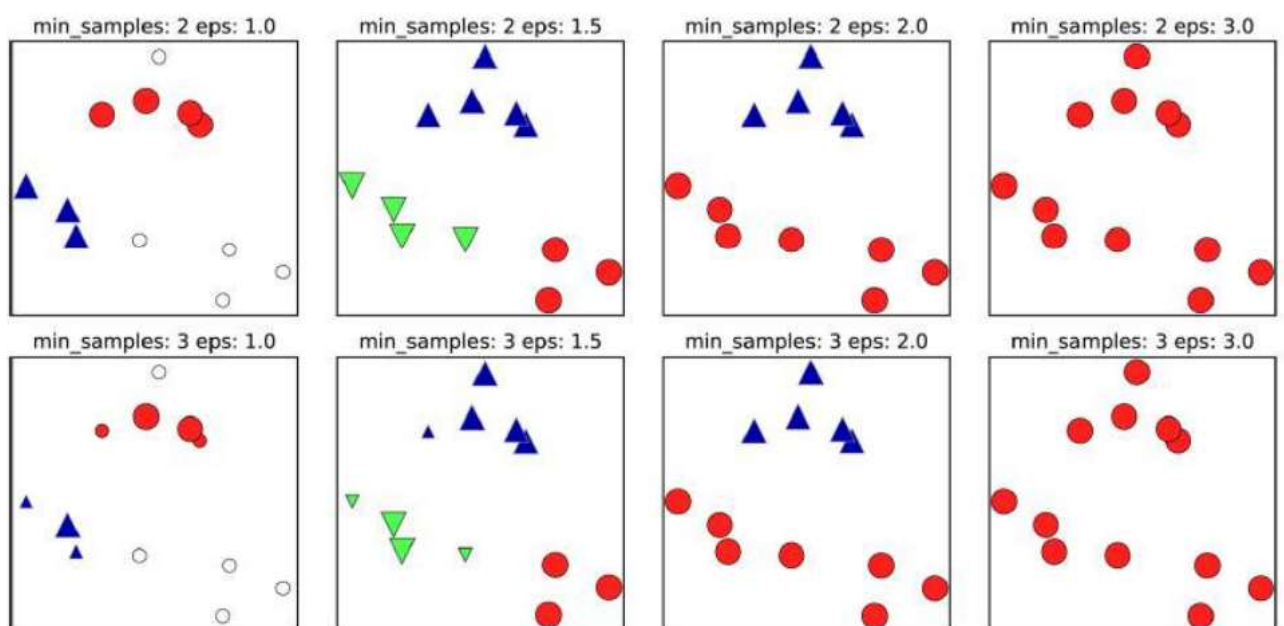 min_samples: 2 eps: 1.0
min_samples: 2 eps: 1.5
min_samples: 2 eps: 2.0
min_samples: 2 eps: 3.0
min_samples: 3 eps: 1.0
min_samples: 3 eps: 1.5
min_samples: 3 eps: 2.0
min_samples: 3 eps: 3.0